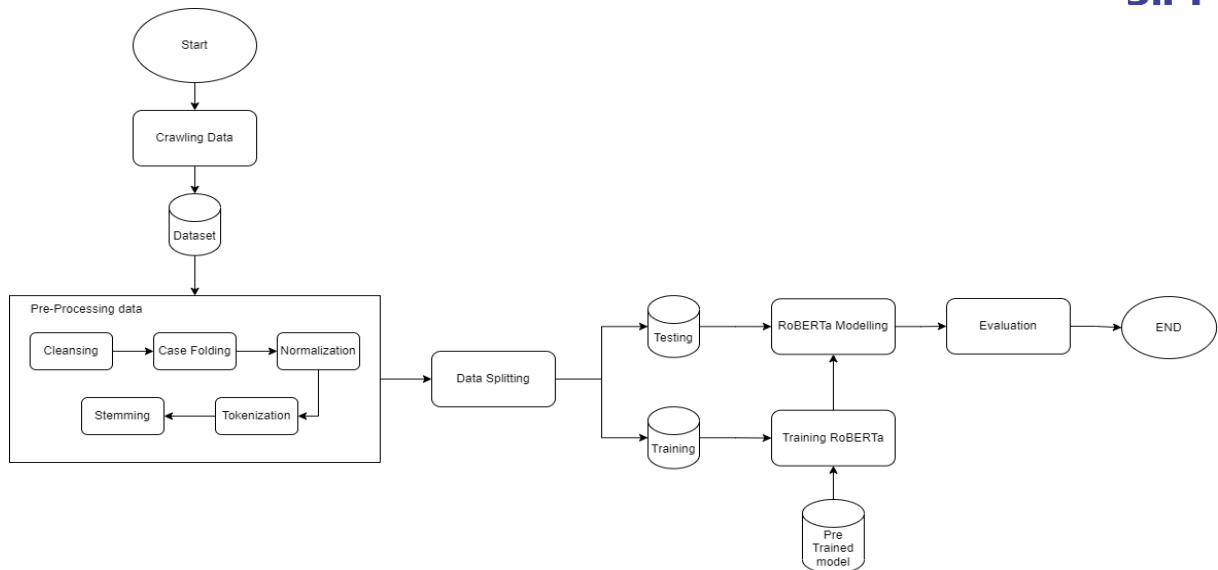 Start
Crawling Data
Dataset
Pre-Processing data
Cleansing
Case Folding
Normalization
Stemming
Tokenization
Data Splitting
Testing
RoBERTa Modelling
Evaluation
END
Training
Training RoBERTa
Pre
Trained
model